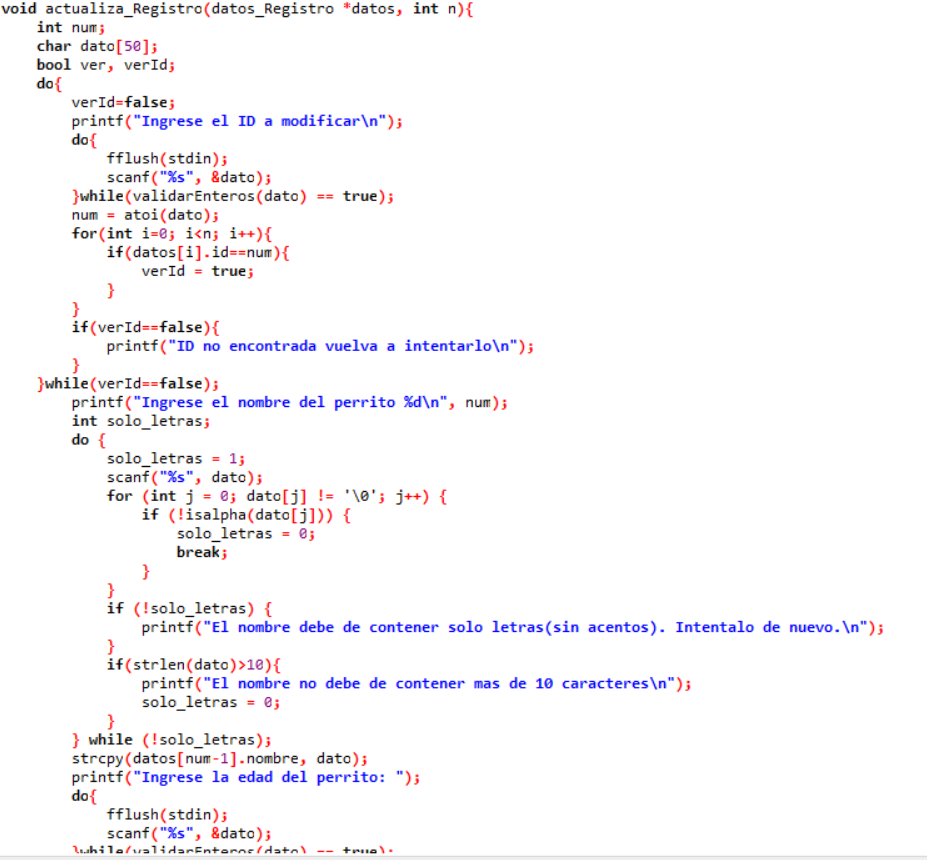 void actualiza_Registro(datos_Registro *datos, int n){
    int num;
    char dato[50];
    bool ver, verId;
    do{
        verId=false;
        printf("Ingrese el ID a modificar\n");
        do{
            fflush(stdin);
            scanf("%s", &dato);
        }while(validarEnteros(dato) == true);
        num = atoi(dato);
        for(int i=0; i<n; i++){
            if(datos[i].id==num){
                verId = true;
            }
        }
        if(verId==false){
            printf("ID no encontrada vuelva a intentarlo\n");
        }
    }while(verId==false);
        printf("Ingrese el nombre del perrito %d\n", num);
        int solo_letras;
        do {
            solo_letras = 1;
            scanf("%s", dato);
            for (int j = 0; dato[j] != '\0'; j++) {
                if (!isalpha(dato[j])) {
                    solo_letras = 0;
                    break;
                }
            }
            if (!solo_letras) {
                printf("El nombre debe de contener solo letras(sin acentos). Intentalo de nuevo.\n");
            }
            if(strlen(dato)>10){
                printf("El nombre no debe de contener mas de 10 caracteres\n");
                solo_letras = 0;
            }
        } while (!solo_letras);
        strcpy(datos[num-1].nombre, dato);
        printf("Ingrese la edad del perrito: ");
        do{
            fflush(stdin);
            scanf("%s", &dato);
        }while(validarEnteros(dato) == true);